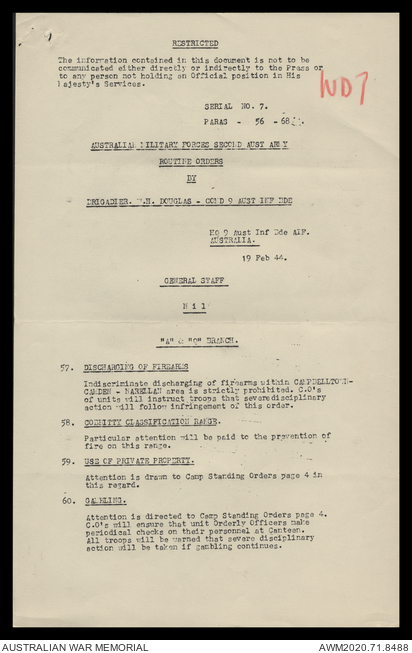 RESTRICTED
The information contained in this document is not to be
communicated either directly or indirectly to the Press or
to any person not holding an Official position in His
Majesty's Services.
WD7
SERIAL NO. 7.
PARAS - 56 - 68
AUSTRALIAN MILITARY FORCES SECOND AUST ARMY
ROUTINE ORDERS
BY
BRIGADIER. W.H. DOUGLAS - COMD 9 AUST INF BDE
HQ 9 Aust Inf Bde AIF.
AUSTRALIA.
19 Feb 44.
GENERAL STAFF
Nil
"A" & "Q" BRANCH.
57. DISCHARGING OF FIREARMS
Indiscriminate discharging of firearms within CAMPBELLTOWN-
CAMDEN - NARELLAN area is strictly prohibited. C.O's
of units will instruct troops that severe disciplinary
action will follow infringement of this order.
58. CLASSIFICATION RANGE.
Particular attention will be paid to the prevention of
fire on this range.
59. USE OF PRIVATE PROPERTY.
Attention is drawn to Camp Standing Orders page 4 in
this regard.
60. GAMBLING.
Attention is directed to Camp Standing Orders page 4.
C.O's will ensure that unit Orderly Officers make
periodical checks on their personnel at Canteen.
All troops will be warned that severe disciplinary
action will be taken if gambling continues.
AUSTRALIAN WAR MEMORIAL
AWM2020.71.8488